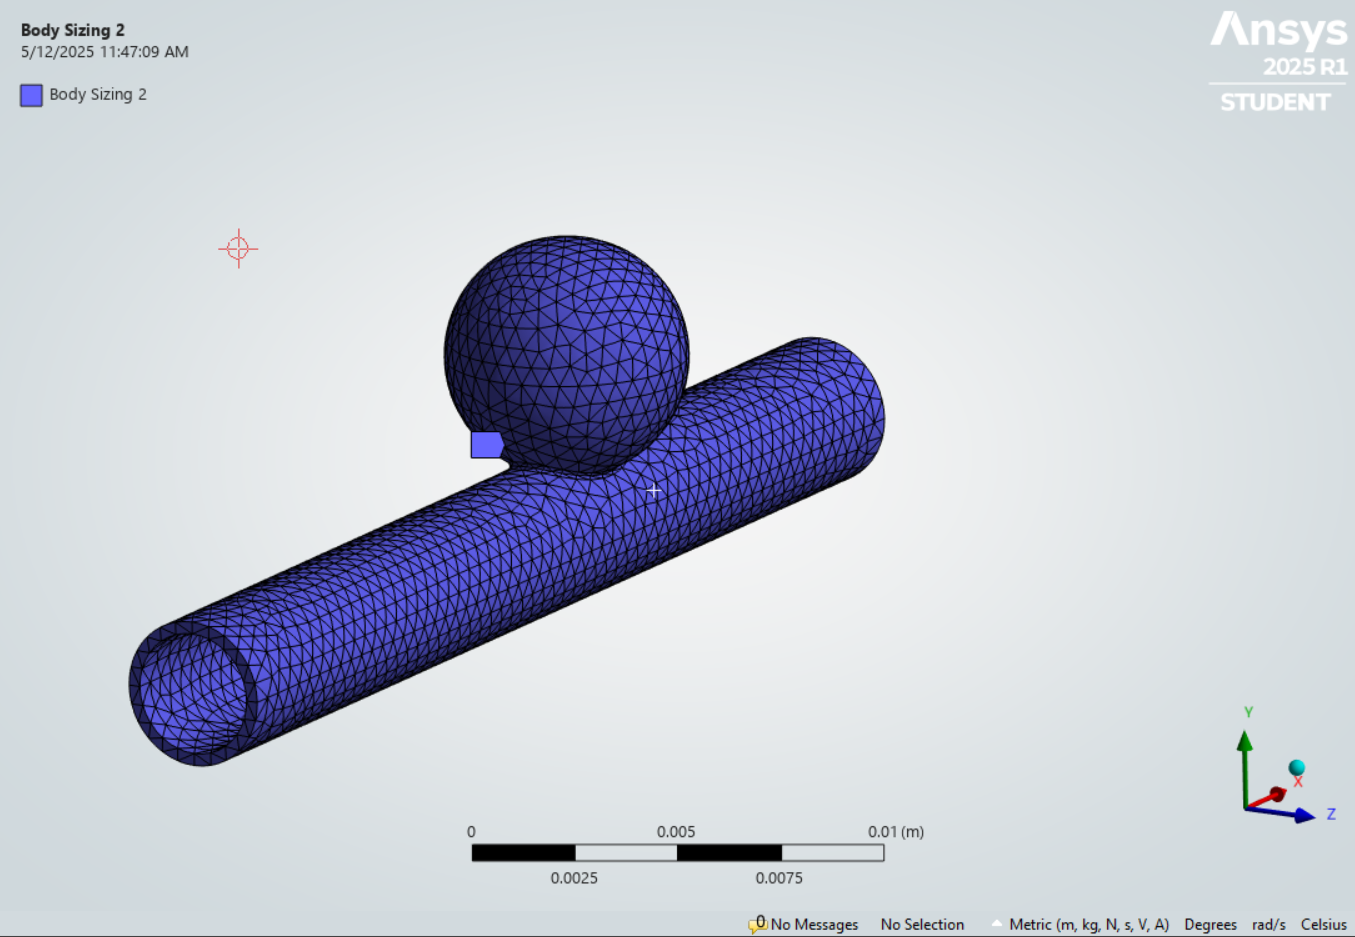 Body Sizing 2
5/12/2025 11:47:09 AM
Body Sizing 2
Ansys
2025 R1
STUDENT
Y
X
Z
0 0.005 0.01 (m)
0.0025 0.0075
0 No Messages No Selection Metric (m, kg, N, s, V, A) Degrees rad/s Celsius